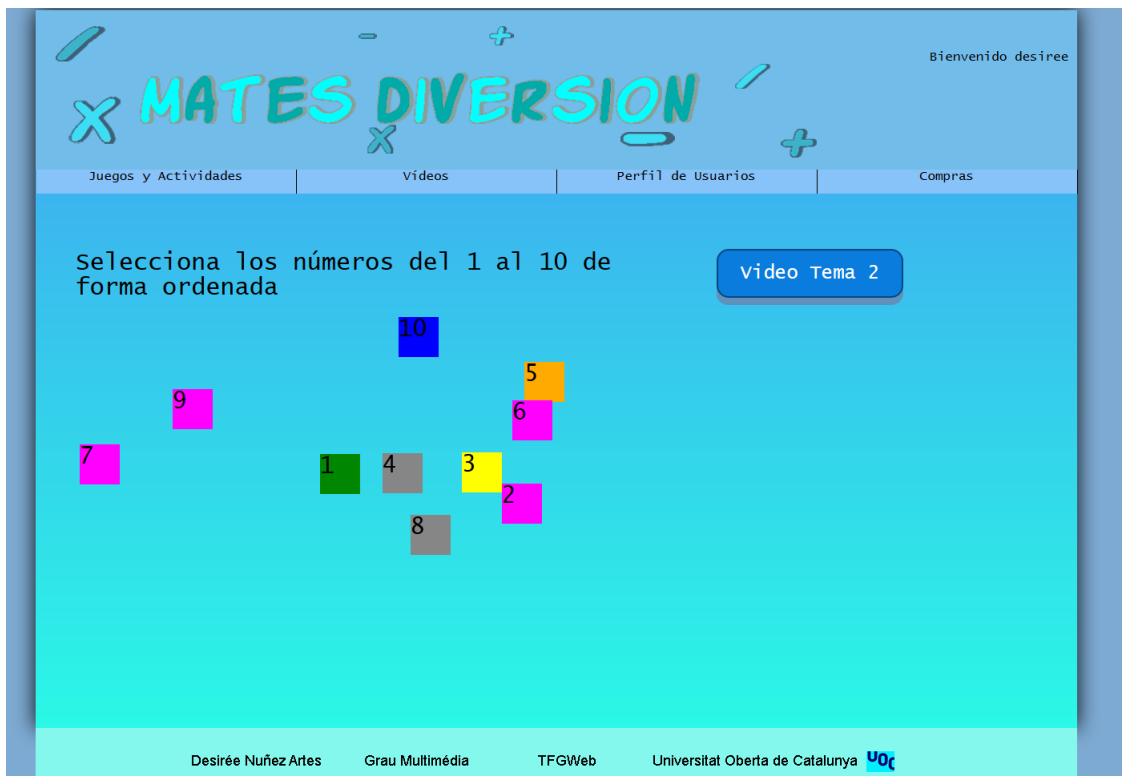 Bienvenido desiree
MATES DIVERSION
Juegos y Actividades Vídeos Perfil de Usuarios Compras
Selecciona los números del 1 al 10 de
forma ordenada
Video Tema 2
10
5
9
6
7
1
4
3
2
8
Desirée Nuñez Artes Grau Multimédia TFGWeb Universitat Oberta de Catalunya UOC